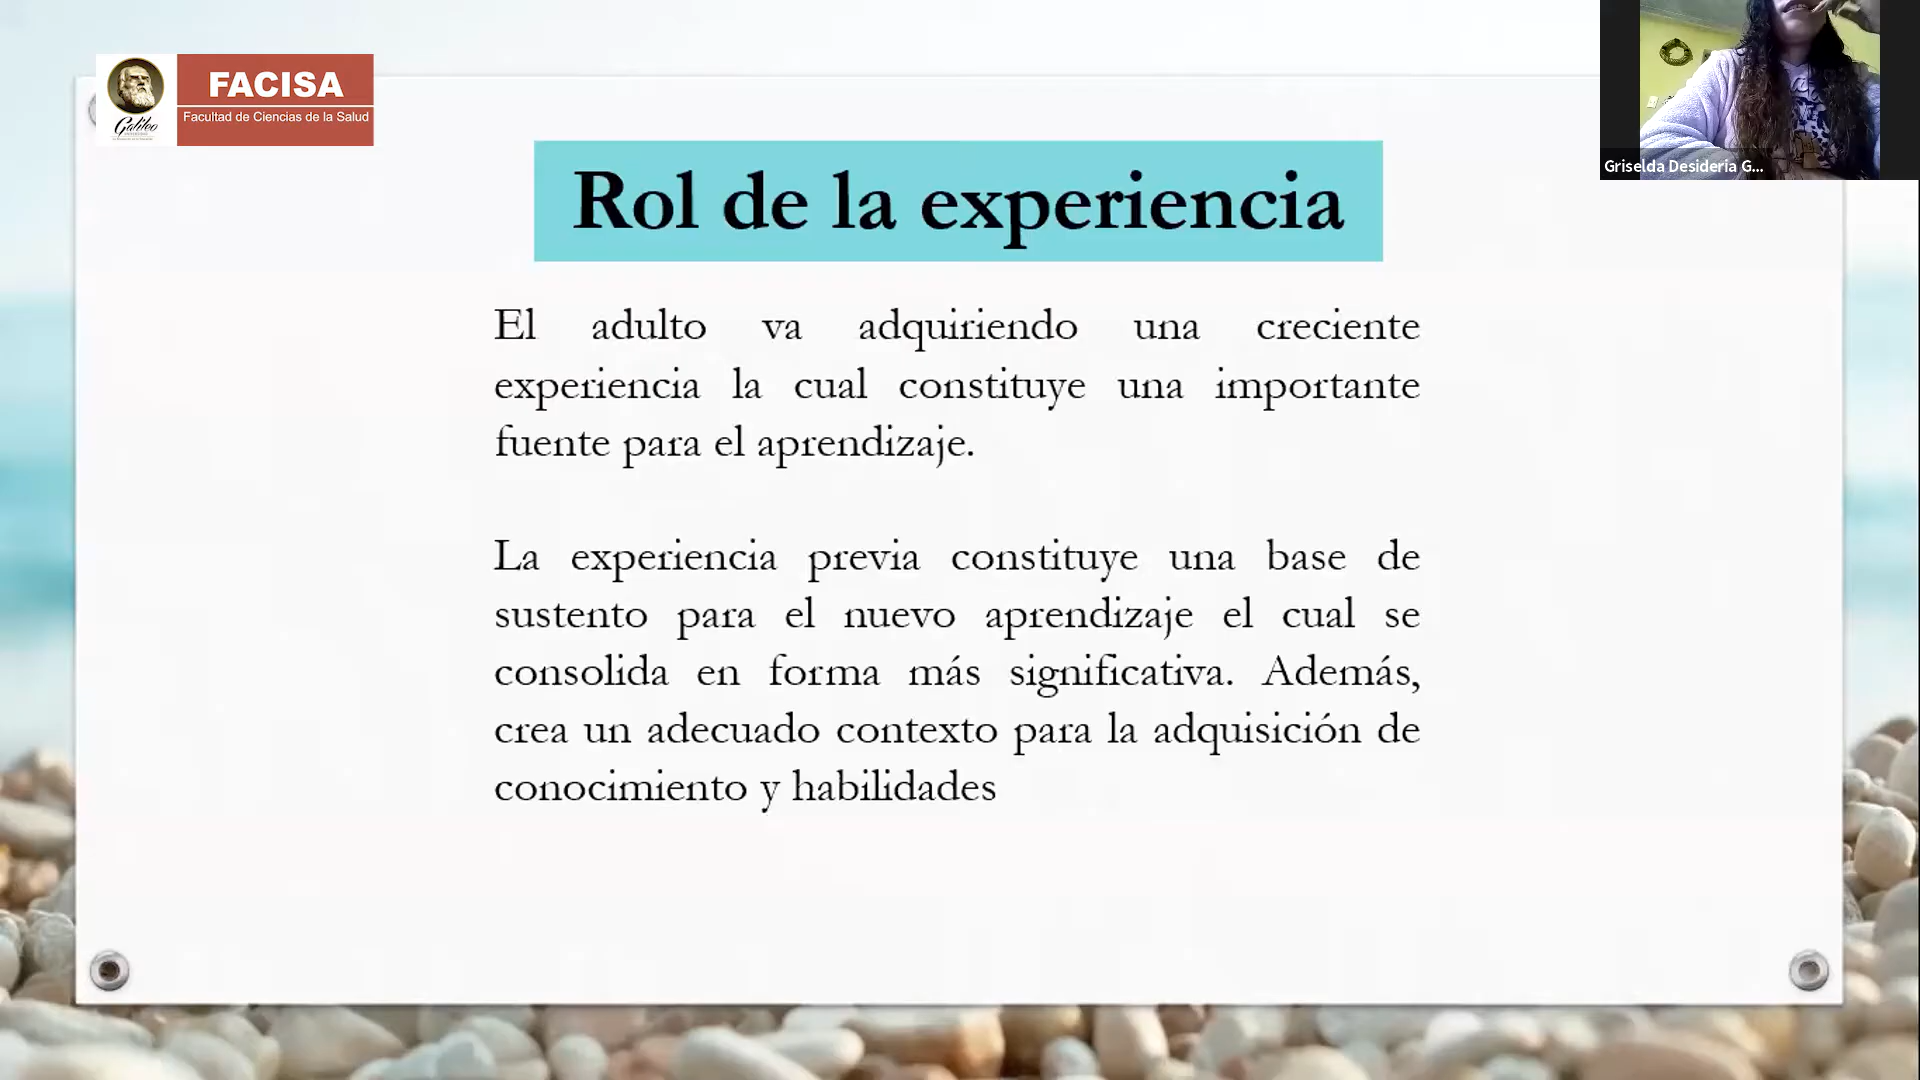 FACISA
Facultad de Ciencias de la Salud
Galileo
Griselda Desideria G...
Rol de la experiencia
El adulto va adquiriendo una creciente
experiencia la cual constituye una importante
fuente para el aprendizaje.
La experiencia previa constituye una base de
sustento para el nuevo aprendizaje el cual se
consolida en forma más significativa. Además,
crea un adecuado contexto para la adquisición de
conocimiento y habilidades